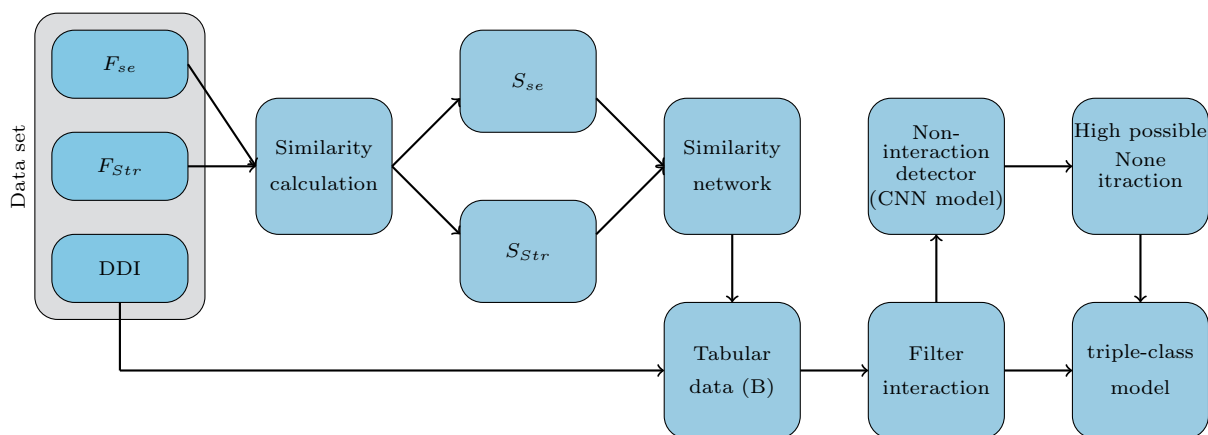 Data set
F_se
F_Str
DDI
Similarity
calculation
S_se
S_Str
Similarity
network
Tabular
data (B)
Non-
interaction
detector
(CNN model)
Filter
interaction
High possible
None
itraction
triple-class
model